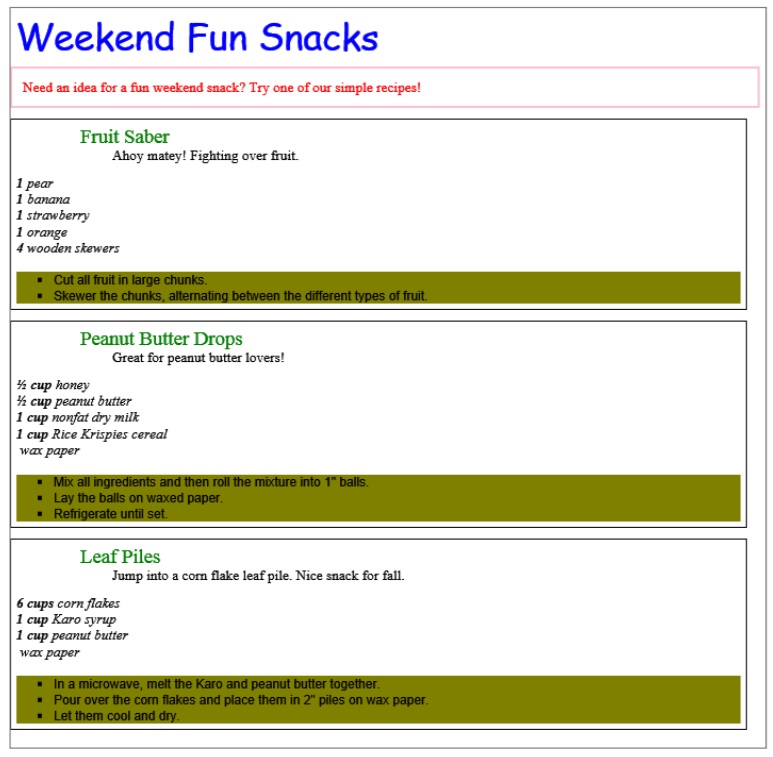 Weekend Fun Snacks
Need an idea for a fun weekend snack? Try one of our simple recipes!
Fruit Saber
Ahoy matey! Fighting over fruit.
1 pear
1 banana
1 strawberry
1 orange
4 wooden skewers
▪ Cut all fruit in large chunks.
▪ Skewer the chunks, alternating between the different types of fruit.
Peanut Butter Drops
Great for peanut butter lovers!
½ cup honey
½ cup peanut butter
1 cup nonfat dry milk
1 cup Rice Krispies cereal
wax paper
▪ Mix all ingredients and then roll the mixture into 1" balls.
▪ Lay the balls on waxed paper.
▪ Refrigerate until set.
Leaf Piles
Jump into a corn flake leaf pile. Nice snack for fall.
6 cups corn flakes
1 cup Karo syrup
1 cup peanut butter
wax paper
▪ In a microwave, melt the Karo and peanut butter together.
▪ Pour over the corn flakes and place them in 2" piles on wax paper.
▪ Let them cool and dry.